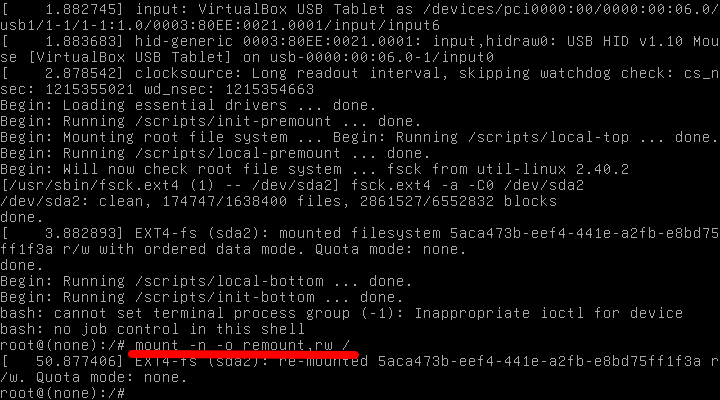 [    1.882745] input: VirtualBox USB Tablet as /devices/pci0000:00/0000:00:06.0/
usb1/1-1/1-1:1.0/0003:80EE:0021.0001/input/input6
[    1.883683] hid-generic 0003:80EE:0021.0001: input,hidraw0: USB HID v1.10 Mou
se [VirtualBox USB Tablet] on usb-0000:00:06.0-1/input0
[    2.878542] clocksource: Long readout interval, skipping watchdog check: cs_n
sec: 1215355021 wd_nsec: 1215354663
Begin: Loading essential drivers ... done.
Begin: Running /scripts/init-premount ... done.
Begin: Mounting root file system ... Begin: Running /scripts/local-top ... done.
Begin: Running /scripts/local-premount ... done.
Begin: Will now check root file system ... fsck from util-linux 2.40.2
[/usr/sbin/fsck.ext4 (1) -- /dev/sda2] fsck.ext4 -a -C0 /dev/sda2
/dev/sda2: clean, 174747/1638400 files, 2861527/6552832 blocks
done.
[    3.882893] EXT4-fs (sda2): mounted filesystem 5aca473b-eef4-441e-a2fb-e8bd75
ff1f3a r/w with ordered data mode. Quota mode: none.
done.
Begin: Running /scripts/local-bottom ... done.
Begin: Running /scripts/init-bottom ... done.
bash: cannot set terminal process group (-1): Inappropriate ioctl for device
bash: no job control in this shell
root@(none):/# mount -n -o remount,rw /
[   50.877406] EXT4-fs (sda2): re-mounted 5aca473b-eef4-441e-a2fb-e8bd75ff1f3a r
/w. Quota mode: none.
root@(none):/#